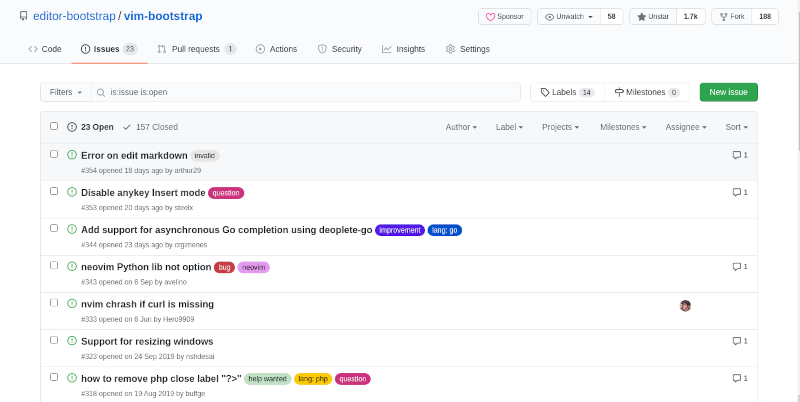 editor-bootstrap / vim-bootstrap
Sponsor
Unwatch 58
Unstar 1.7k
Fork 188
Code
Issues 23
Pull requests 1
Actions
Security
Insights
Settings
Filters
is:issue is:open
Labels 14
Milestones 0
New issue
23 Open
157 Closed
Author
Label
Projects
Milestones
Assignee
Sort
Error on edit markdown invalid
1
#354 opened 16 days ago by arthur29
Disable anykey Insert mode question
1
#353 opened 20 days ago by steelx
Add support for asynchronous Go completion using deoplete-go improvement lang: go
#344 opened 23 days ago by crgimenes
neovim Python lib not option bug neovim
1
#343 opened on 6 Sep by avelino
nvim chrash if curl is missing
#333 opened on 6 Jun by Hero9909
Support for resizing windows
1
#323 opened on 24 Sep 2019 by nshdesai
how to remove php close label "?>" help wanted lang: php question
1
#318 opened on 19 Aug 2019 by buffge